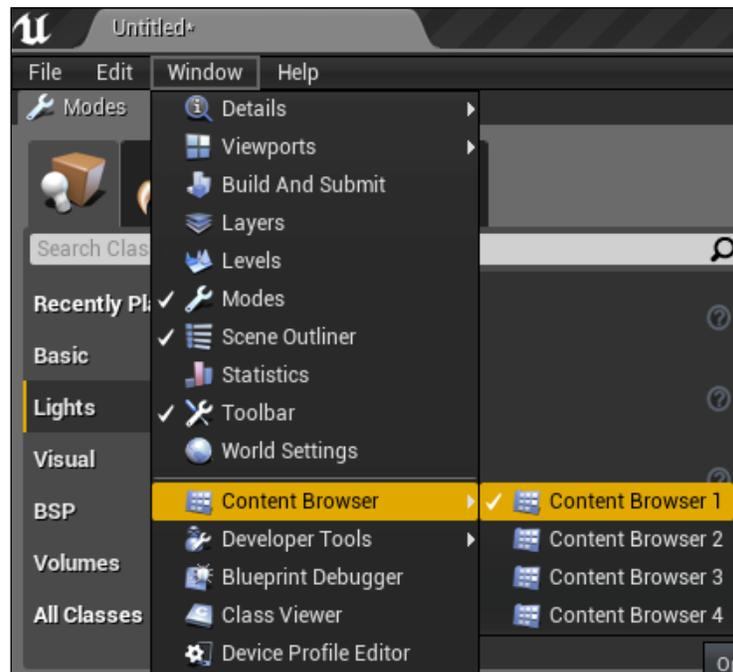 Untitled*
File Edit Window Help
Modes
Search Clas
Recently Pla
Basic
Lights
Visual
BSP
Volumes
All Classes
Details
Viewports
Build And Submit
Layers
Levels
Modes
Scene Outliner
Statistics
Toolbar
World Settings
Content Browser
Developer Tools
Blueprint Debugger
Class Viewer
Device Profile Editor
Content Browser 1
Content Browser 2
Content Browser 3
Content Browser 4